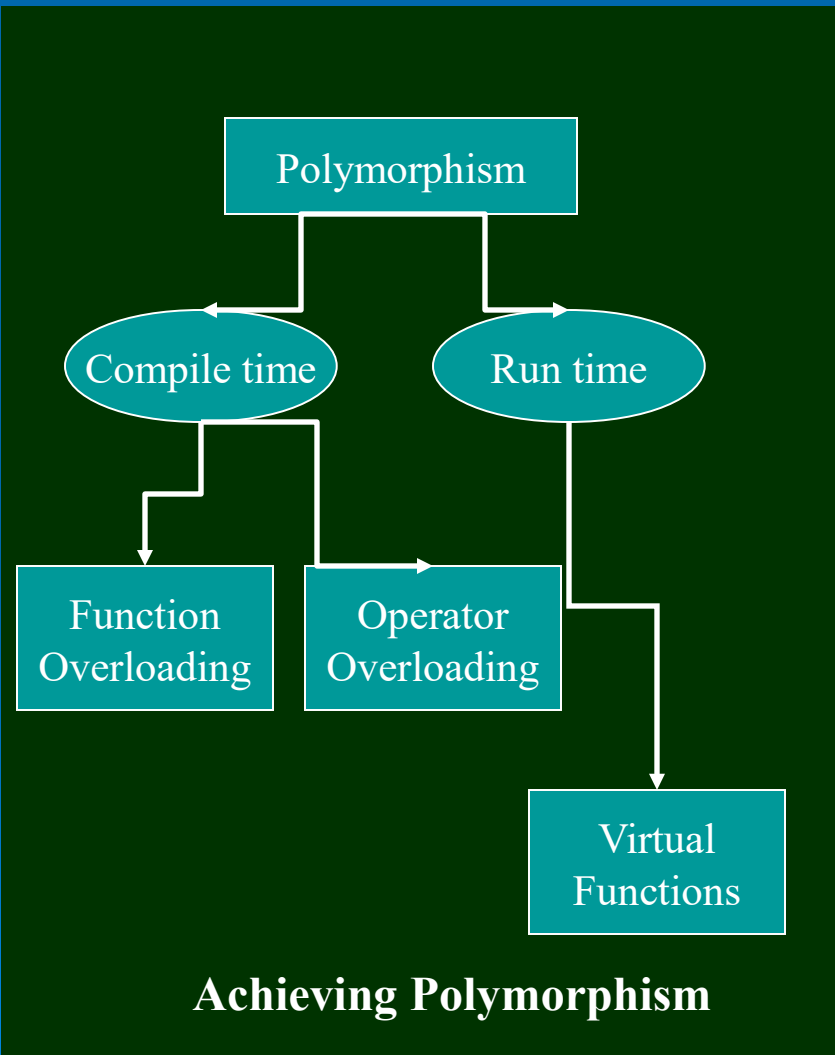 Polymorphism
Compile time
Run time
Function
Overloading
Operator
Overloading
Virtual
Functions
Achieving Polymorphism